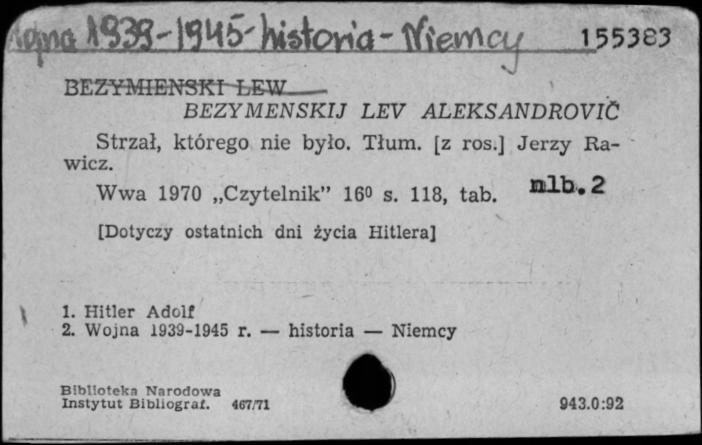 Wojna 1939-1945-historia-Niemcy 155383
BEZYMIENSKI LEW
BEZYMENSKIJ LEV ALEKSANDROVIČ
Strzał, którego nie było. Tłum. [z ros.] Jerzy Ra-
wicz.
Wwa 1970 „Czytelnik” 16⁰ s. 118, tab. nlb. 2
[Dotyczy ostatnich dni życia Hitlera]
1. Hitler Adolf
2. Wojna 1939-1945 r. — historia — Niemcy
Biblioteka Narodowa
Instytut Bibliograf. 467/71 943.0:92